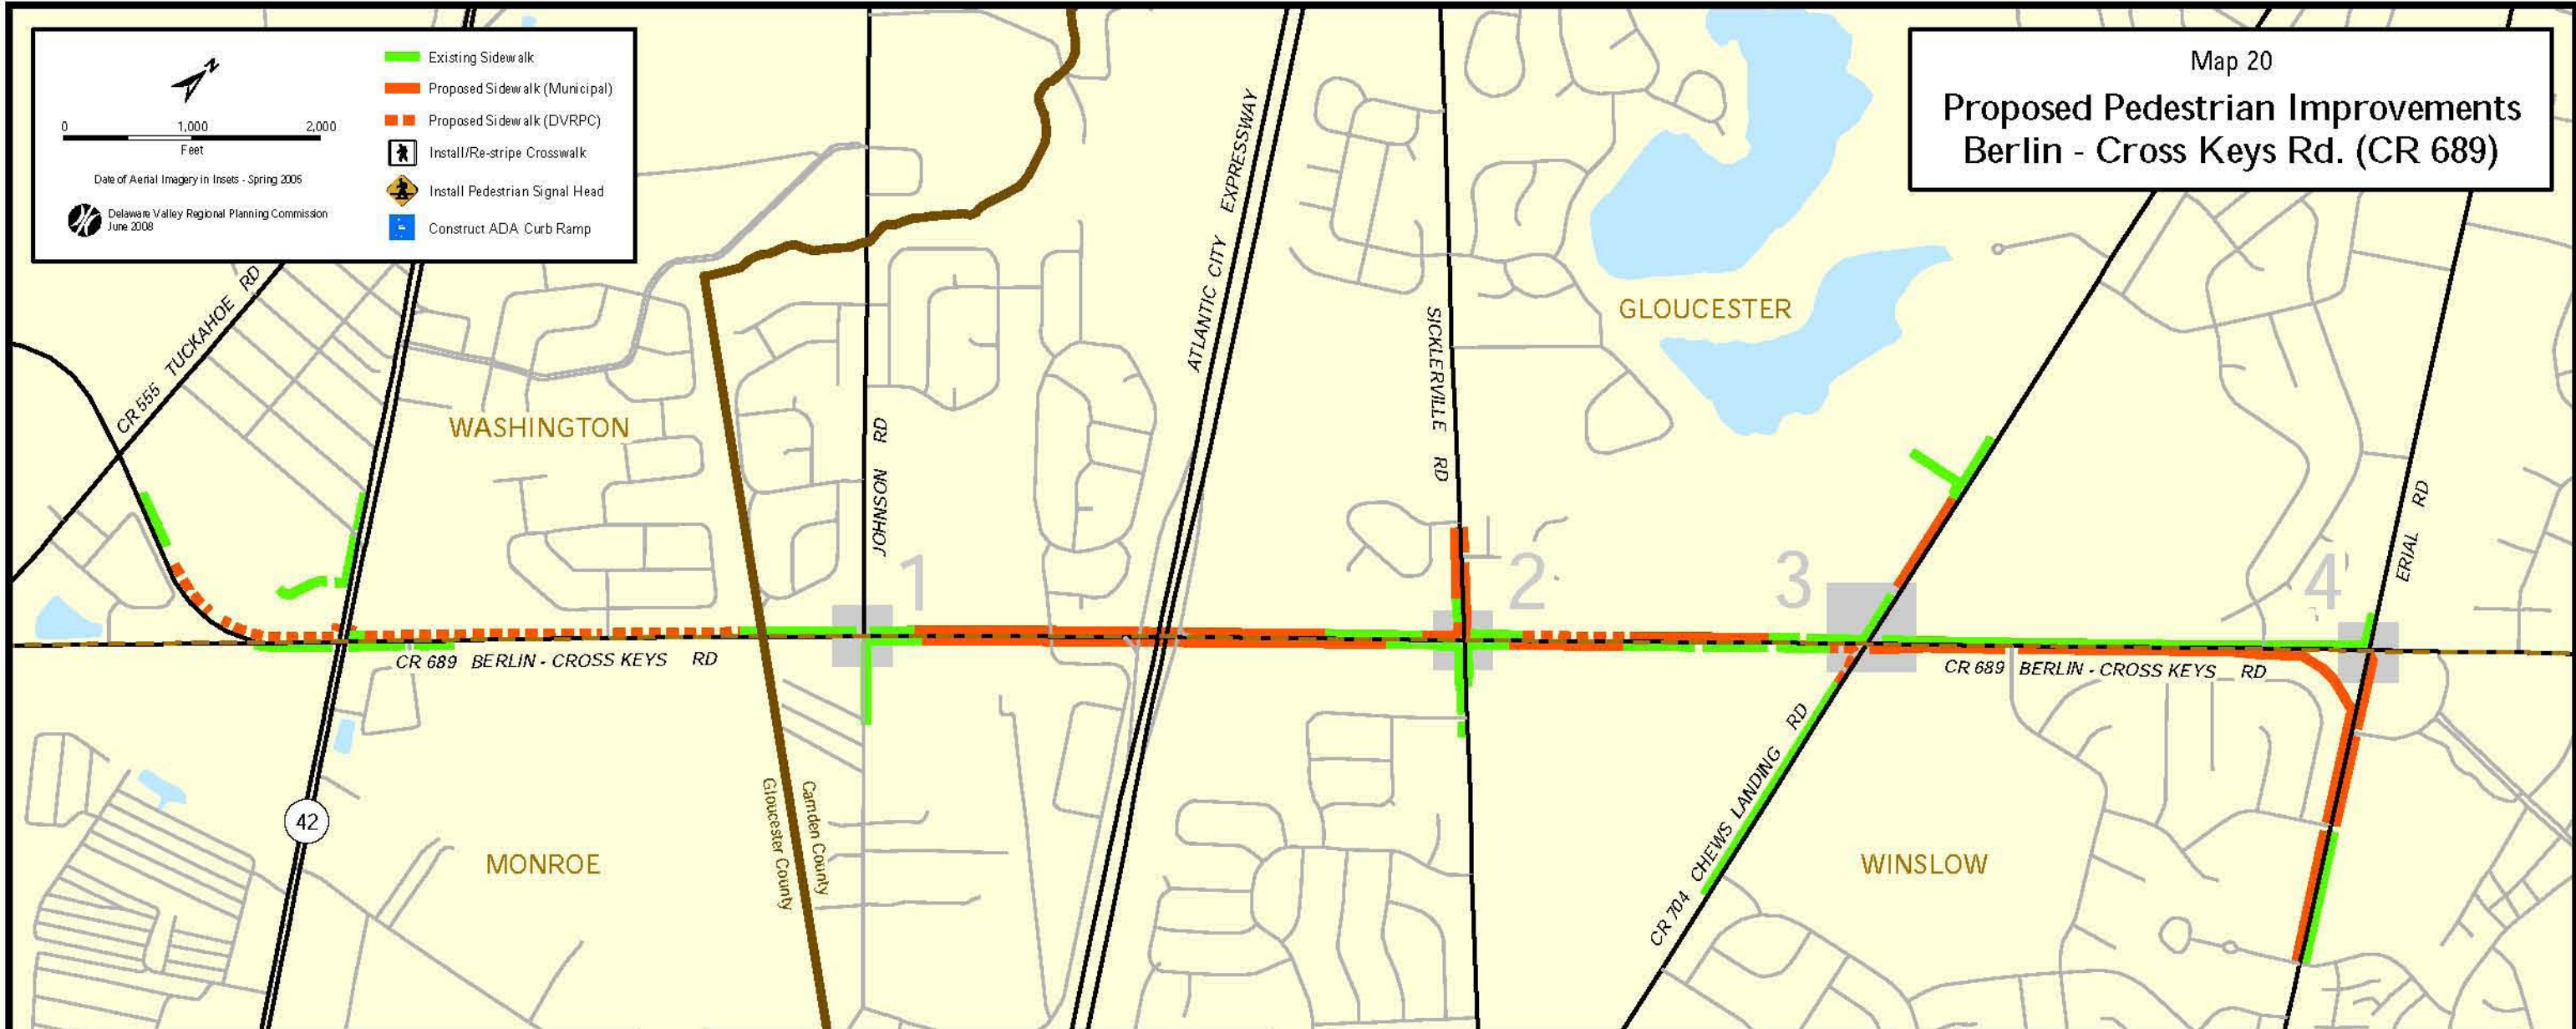 Map 20
Proposed Pedestrian Improvements
Berlin - Cross Keys Rd. (CR 689)
0 1,000 2,000
Feet
Date of Aerial Imagery in Insets - Spring 2005
Delaware Valley Regional Planning Commission
June 2008
N
Existing Sidewalk
Proposed Sidewalk (Municipal)
Proposed Sidewalk (DVRPC)
Install/Re-stripe Crosswalk
Install Pedestrian Signal Head
Construct ADA Curb Ramp
CR 555 TUCKAHOE RD
WASHINGTON
JOHNSON RD
ATLANTIC CITY EXPRESSWAY
SICKLERVILLE RD
GLOUCESTER
ERIAL RD
1
2
3
4
CR 689 BERLIN - CROSS KEYS RD
CR 689 BERLIN - CROSS KEYS RD
42
MONROE
Gloucester County
Camden County
CR 704 CHEWS LANDING RD
WINSLOW